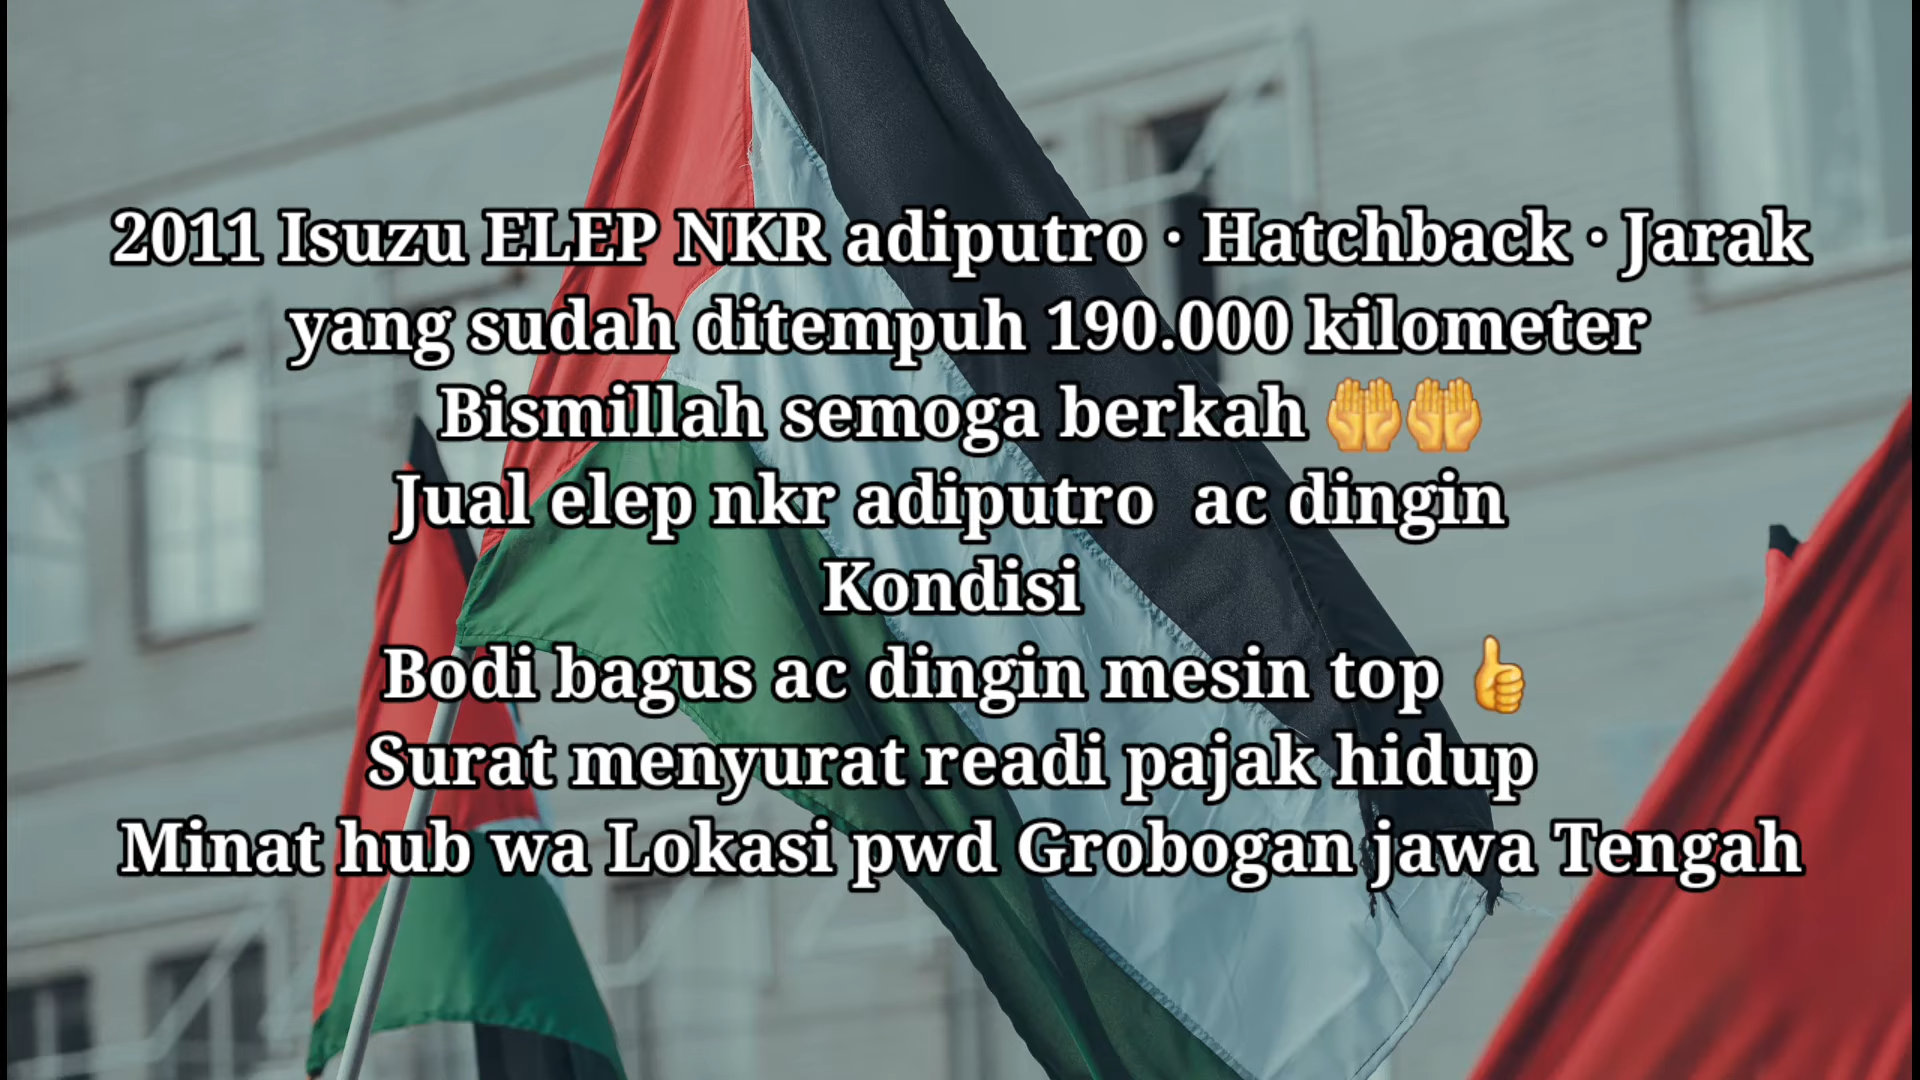 2011 Isuzu ELEP NKR adiputro · Hatchback · Jarak
yang sudah ditempuh 190.000 kilometer
Bismillah semoga berkah 🤲🤲
Jual elep nkr adiputro  ac dingin
Kondisi
Bodi bagus ac dingin mesin top 👍
Surat menyurat readi pajak hidup
Minat hub wa Lokasi pwd Grobogan jawa Tengah